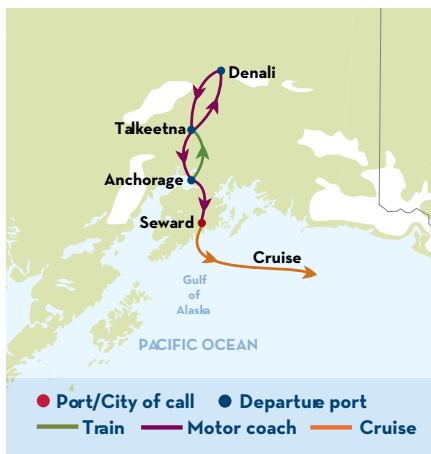 Denali
Talkeetna
Anchorage
Seward
Cruise
Gulf
of
Alaska
PACIFIC OCEAN
Port/City of call Departure port
Train Motor coach Cruise